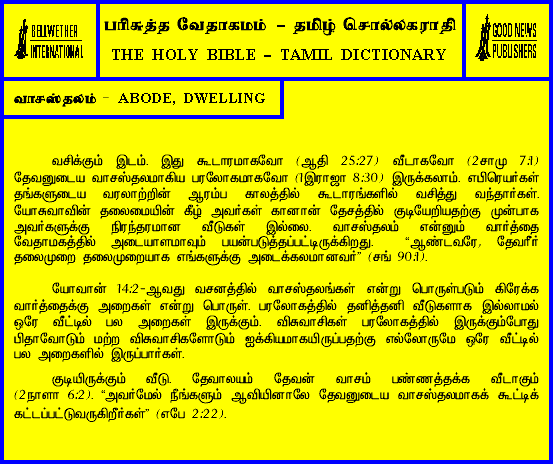 BELLWETHER
INTERNATIONAL
பரிசுத்த வேதாகமம் – தமிழ் சொல்லகராதி
THE HOLY BIBLE – TAMIL DICTIONARY
GOOD NEWS
PUBLISHERS
வாசஸ்தலம் – ABODE, DWELLING
வசிக்கும் இடம். இது கூடாரமாகவோ (ஆதி 25:27) வீடாகவோ (2சாமு 7:1)
தேவனுடைய வாசஸ்தலமாகிய பரலோகமாகவோ (1இராஜா 8:30) இருக்கலாம். எபிரெயர்கள்
தங்களுடைய வரலாற்றின் ஆரம்ப காலத்தில் கூடாரங்களில் வசித்து வந்தார்கள்.
யோசுவாவின் தலைமையின் கீழ் அவர்கள் கானான் தேசத்தில் குடியேறியதற்கு முன்பாக
அவர்களுக்கு நிரந்தரமான வீடுகள் இல்லை. வாசஸ்தலம் என்னும் வார்த்தை
வேதாமகத்தில் அடையாளமாவும் பயன்படுத்தப்பட்டிருக்கிறது. “ஆண்டவரே, தேவரீர்
தலைமுறை தலைமுறையாக எங்களுக்கு அடைக்கலமானவர்” (சங் 90:1).
யோவான் 14:2-ஆவது வசனத்தில் வாசஸ்தலங்கள் என்று பொருள்படும் கிரேக்க
வார்த்தைக்கு அறைகள் என்று பொருள். பரலோகத்தில் தனித்தனி வீடுகளாக இல்லாமல்
ஒரே வீட்டில் பல அறைகள் இருக்கும். விசுவாசிகள் பரலோகத்தில் இருக்கும்போது
பிதாவோடும் மற்ற விசுவாசிகளோடும் ஐக்கியமாகயிருப்பதற்கு எல்லோருமே ஒரே வீட்டில்
பல அறைகளில் இருப்பார்கள்.
குடியிருக்கும் வீடு. தேவாலயம் தேவன் வாசம் பண்ணத்தக்க வீடாகும்
(2நாளா 6:2). “அவர்மேல் நீங்களும் ஆவியினாலே தேவனுடைய வாசஸ்தலமாகக் கூட்டிக்
கட்டப்பட்டுவருகிறீர்கள்” (எபே 2:22).